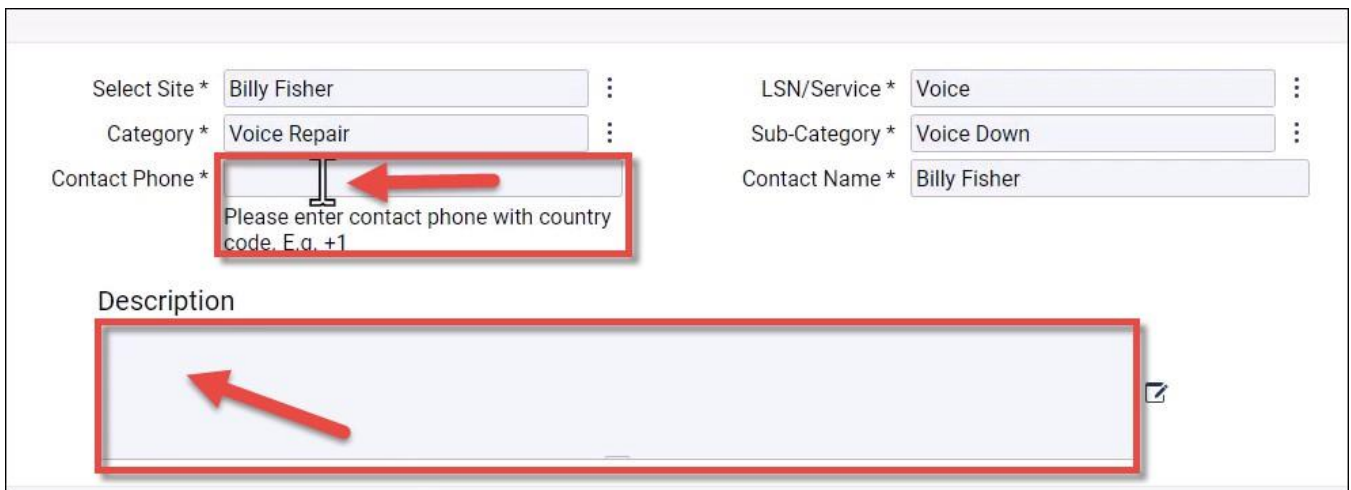 Select Site * Billy Fisher
LSN/Service * Voice
Category * Voice Repair
Sub-Category * Voice Down
Contact Phone *
Contact Name * Billy Fisher
Please enter contact phone with country
code. E.g. +1
Description